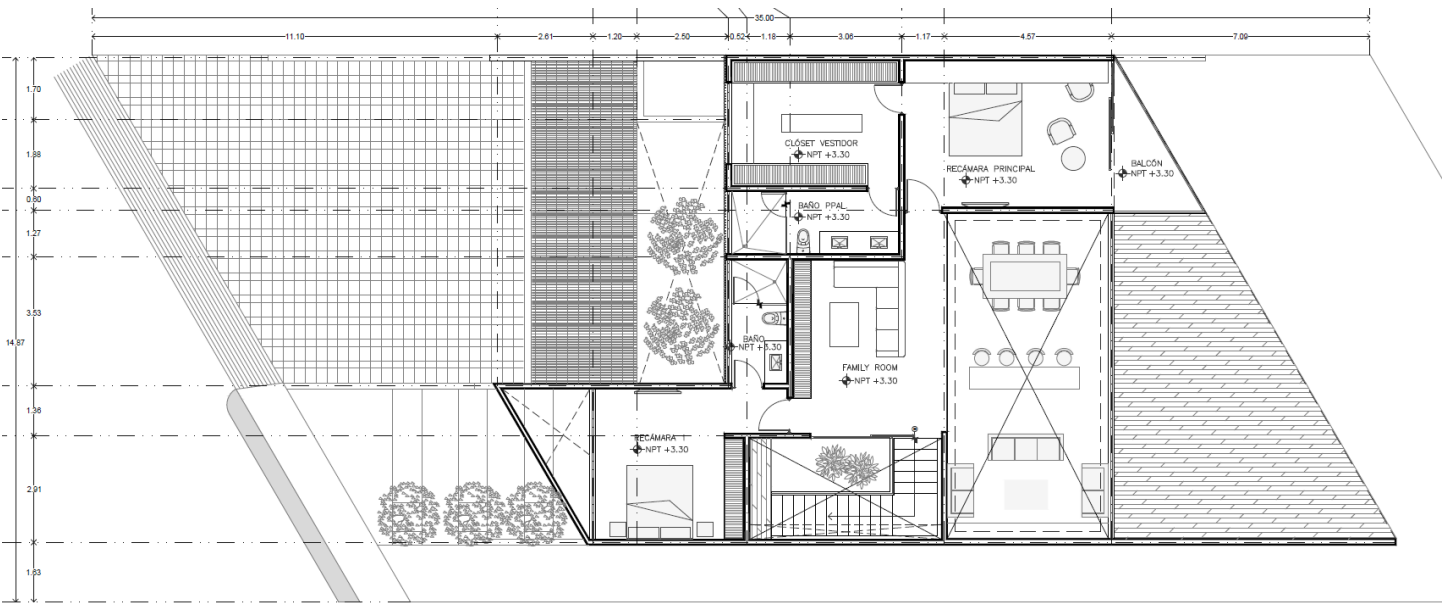 35.00
11.10
2.61
1.20
2.50
0.52
1.18
3.06
1.17
4.57
7.09
1.70
1.88
0.60
1.27
3.53
14.87
1.36
2.91
1.63
CLÓSET VESTIDOR
NPT +3.30
RECÁMARA PRINCIPAL
NPT +3.30
BALCÓN
NPT +3.30
BAÑO PPAL.
NPT +3.30
BAÑO
NPT +3.30
FAMILY ROOM
NPT +3.30
RECÁMARA 1
NPT +3.30